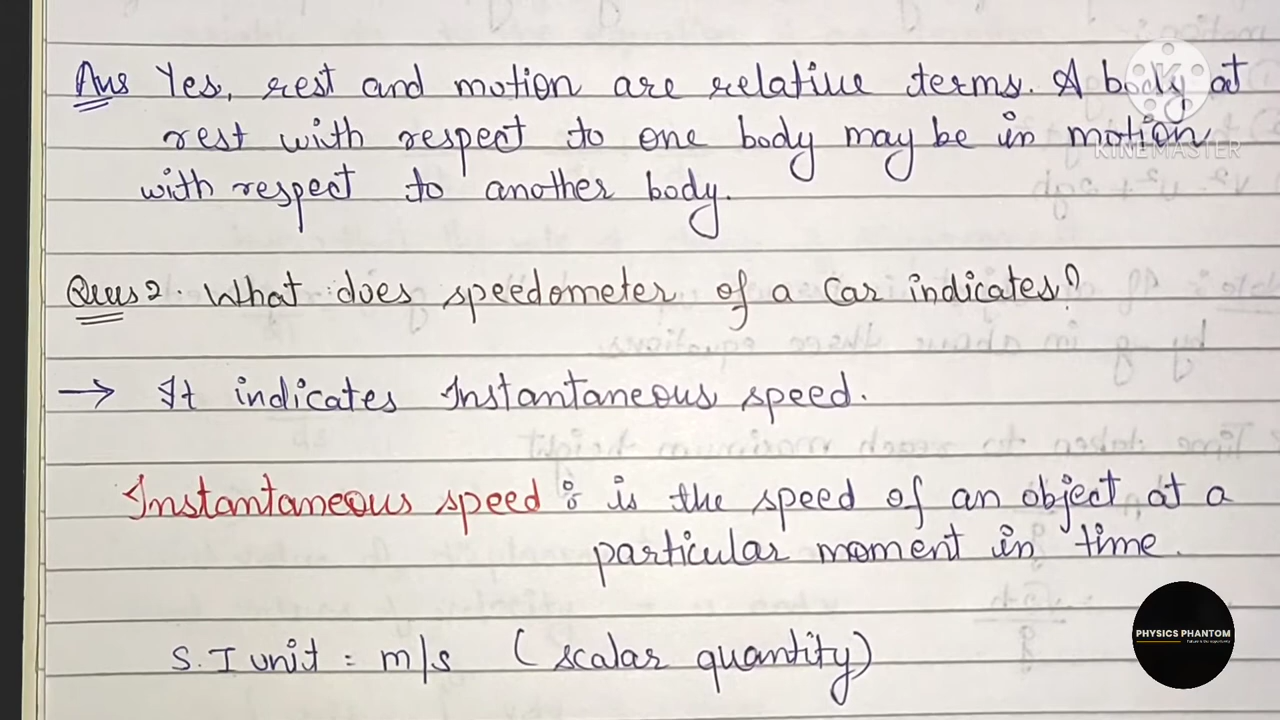 Ans Yes, rest and motion are relative terms. A body at
rest with respect to one body may be in motion
with respect to another body.
KINEMASTER
Ques 2. What does speedometer of a car indicates?
→ It indicates Instantaneous speed.
Instantaneous speed : is the speed of an object at a
particular moment in time.
PHYSICS PHANTOM
S.I unit = m/s (scalar quantity)